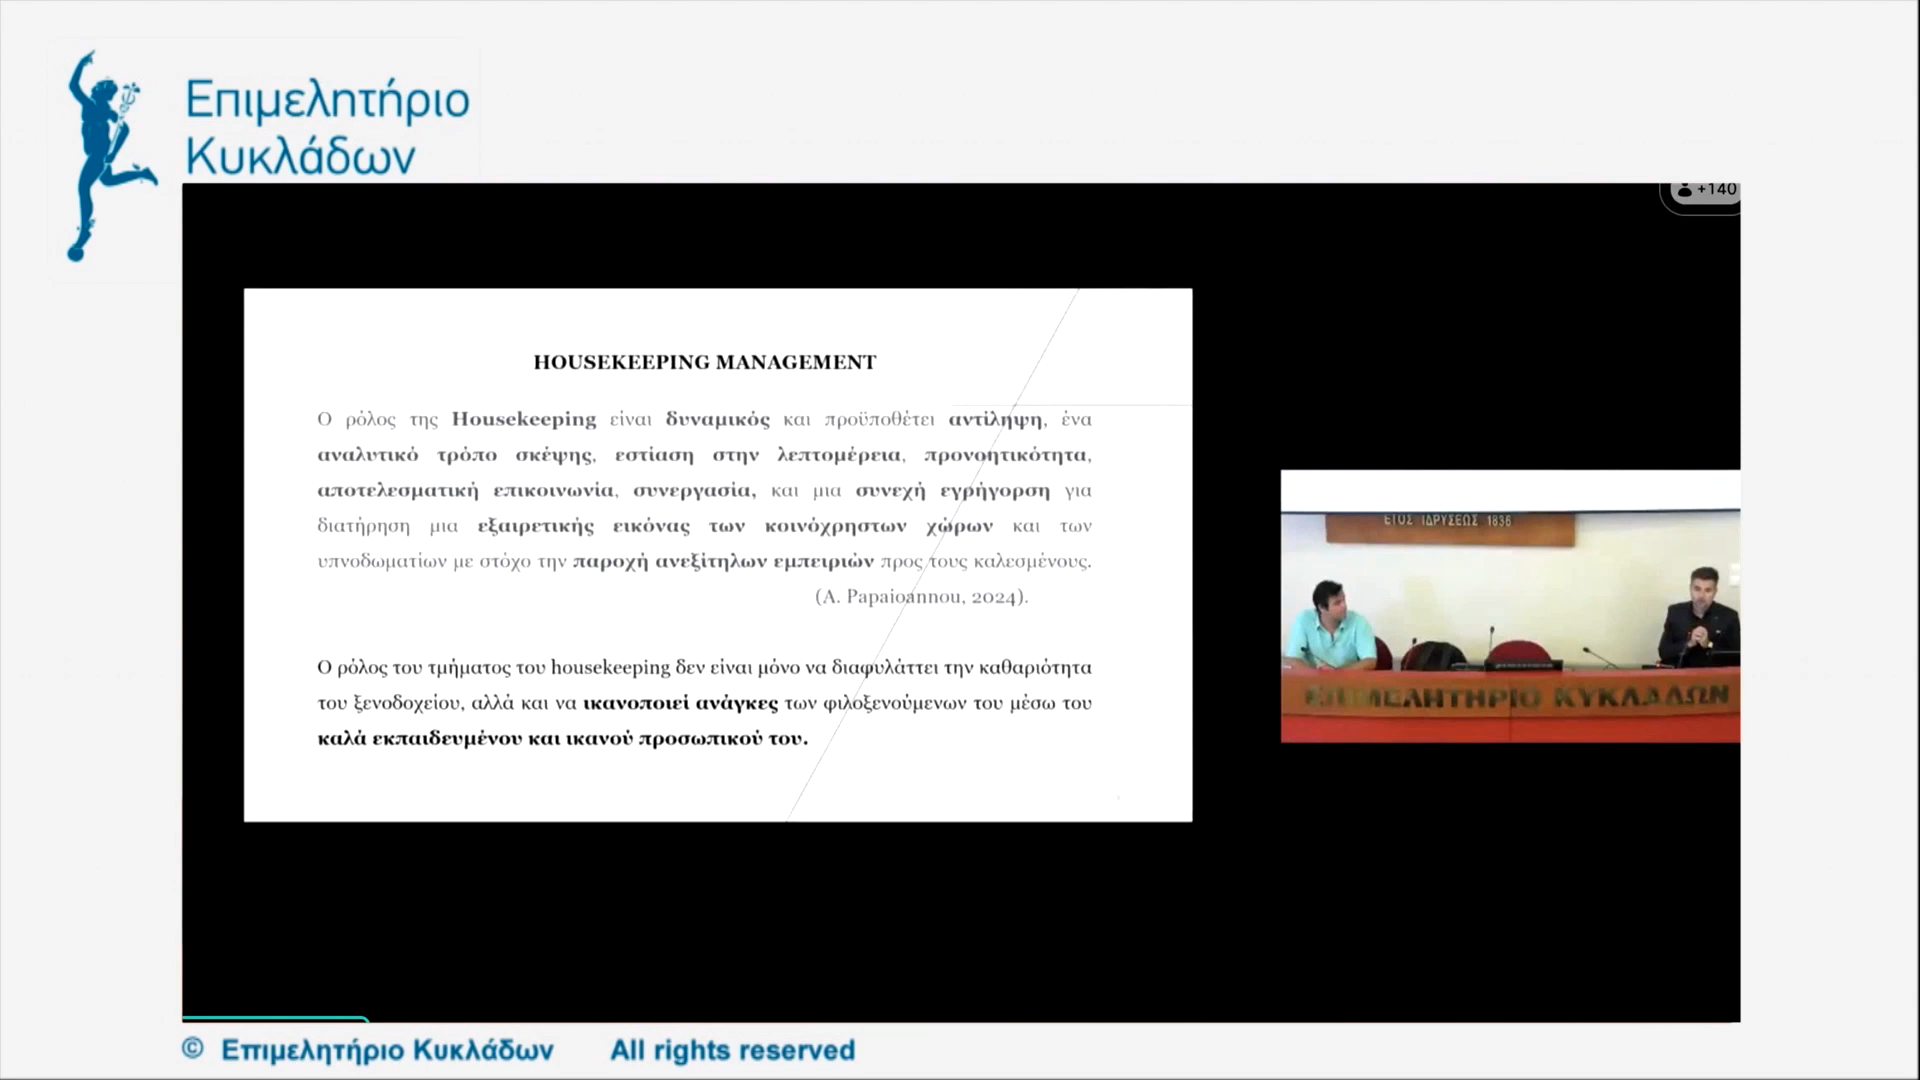 Επιμελητήριο
Κυκλάδων
+140
HOUSEKEEPING MANAGEMENT
Ο ρόλος της Housekeeping είναι δυναμικός και προϋποθέτει αντίληψη, ένα
αναλυτικό τρόπο σκέψης, εστίαση στην λεπτομέρεια, προνοητικότητα,
αποτελεσματική επικοινωνία, συνεργασία, και μια συνεχή εγρήγορση για
διατήρηση μια εξαιρετικής εικόνας των κοινόχρηστων χώρων και των
υπνοδωματίων με στόχο την παροχή ανεξίτηλων εμπειριών προς τους καλεσμένους.
(A. Papaioannou, 2024).
Ο ρόλος του τμήματος του housekeeping δεν είναι μόνο να διαφυλάττει την καθαριότητα
του ξενοδοχείου, αλλά και να ικανοποιεί ανάγκες των φιλοξενούμενων του μέσω του
καλά εκπαιδευμένου και ικανού προσωπικού του.
ΕΤΟΣ ΙΔΡΥΣΕΩΣ 1836
ΕΠΙΜΕΛΗΤΗΡΙΟ ΚΥΚΛΑΔΩΝ
© Επιμελητήριο Κυκλάδων All rights reserved